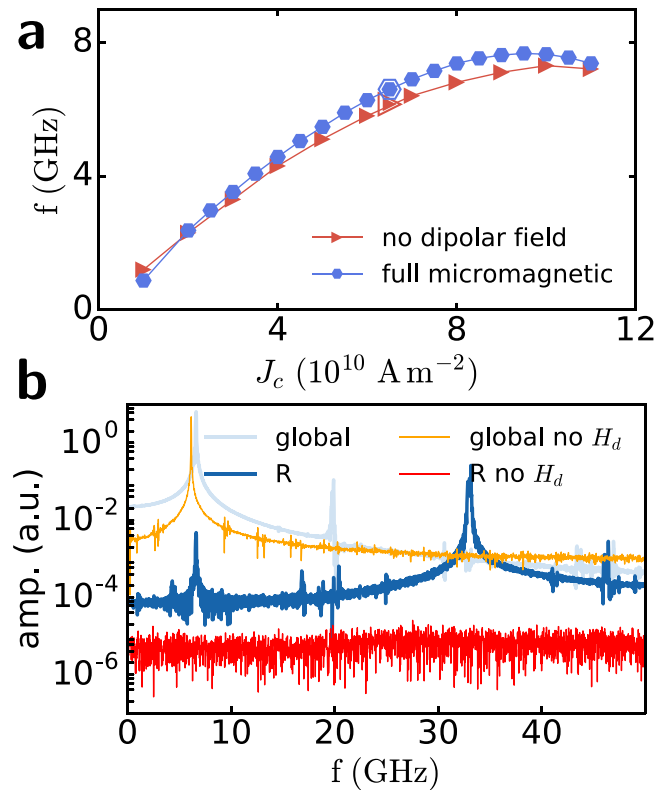 a
8
4
0
f (GHz)
no dipolar field
full micromagnetic
0 4 8 12
J_c (10^10 A m^-2)
b
10^0
10^-2
10^-4
10^-6
amp. (a.u.)
global global no H_d
R R no H_d
0 10 20 30 40
f (GHz)